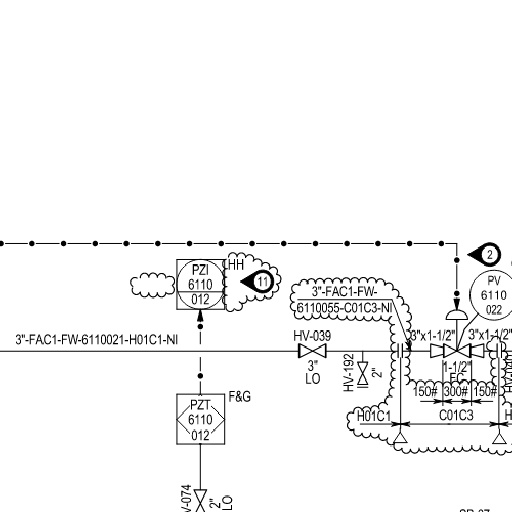 2
PZI
6110
012
HH
11
PV
6110
022
3"-FAC1-FW-
6110055-C01C3-NI
3"-FAC1-FW-6110021-H01C1-NI
HV-039
3"
LO
3"x1-1/2"
3"x1-1/2"
HV-192
2"
1-1/2"
FC
150#
300#
150#
H01C1
C01C3
H
PZT
6110
012
F&G
V-074
2"
LO